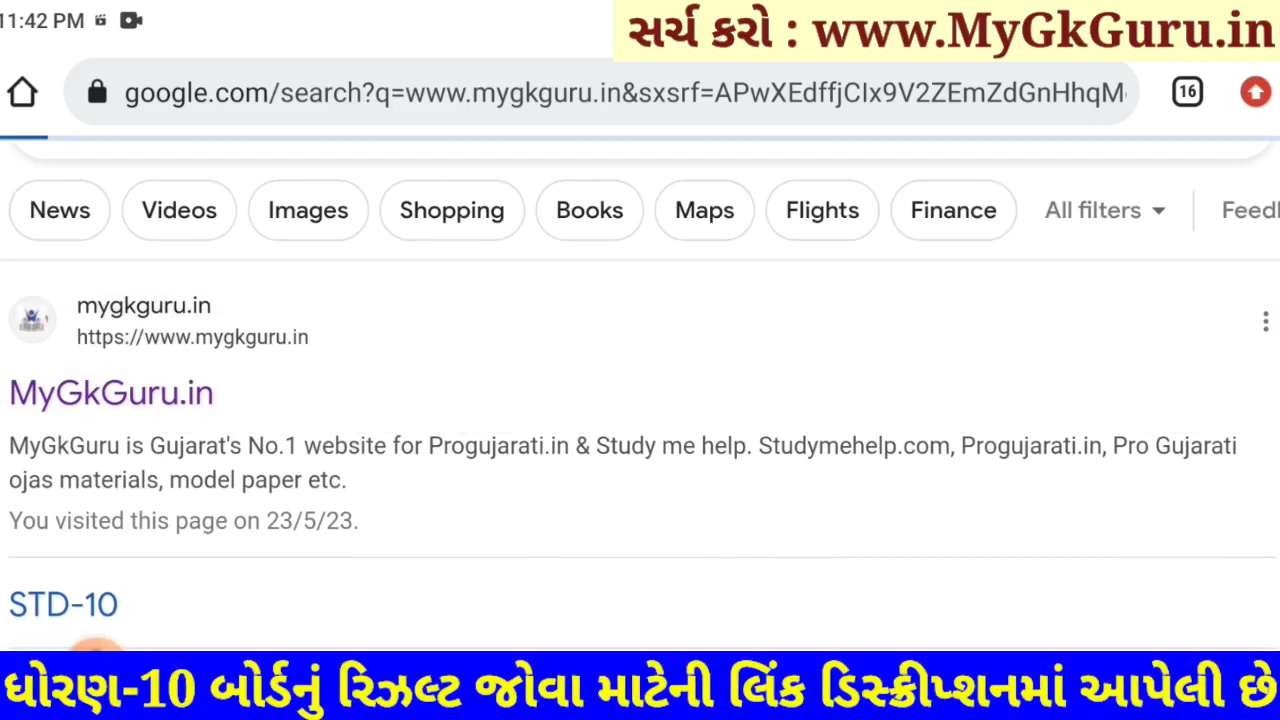 11:42 PM
સર્ચ કરો : www.MyGkGuru.in
google.com/search?q=www.mygkguru.in&sxsrf=APwXEdffjCIx9V2ZEmZdGnHhqM
16
News Videos Images Shopping Books Maps Flights Finance All filters Feed
mygkguru.in
https://www.mygkguru.in
MyGkGuru.in
MyGkGuru is Gujarat's No.1 website for Progujarati.in & Study me help. Studymehelp.com, Progujarati.in, Pro Gujarati
ojas materials, model paper etc.
You visited this page on 23/5/23.
STD-10
ધોરણ-10 બોર્ડનું રિઝલ્ટ જોવા માટેની લિંક ડિસ્ક્રીપ્શનમાં આપેલી છે